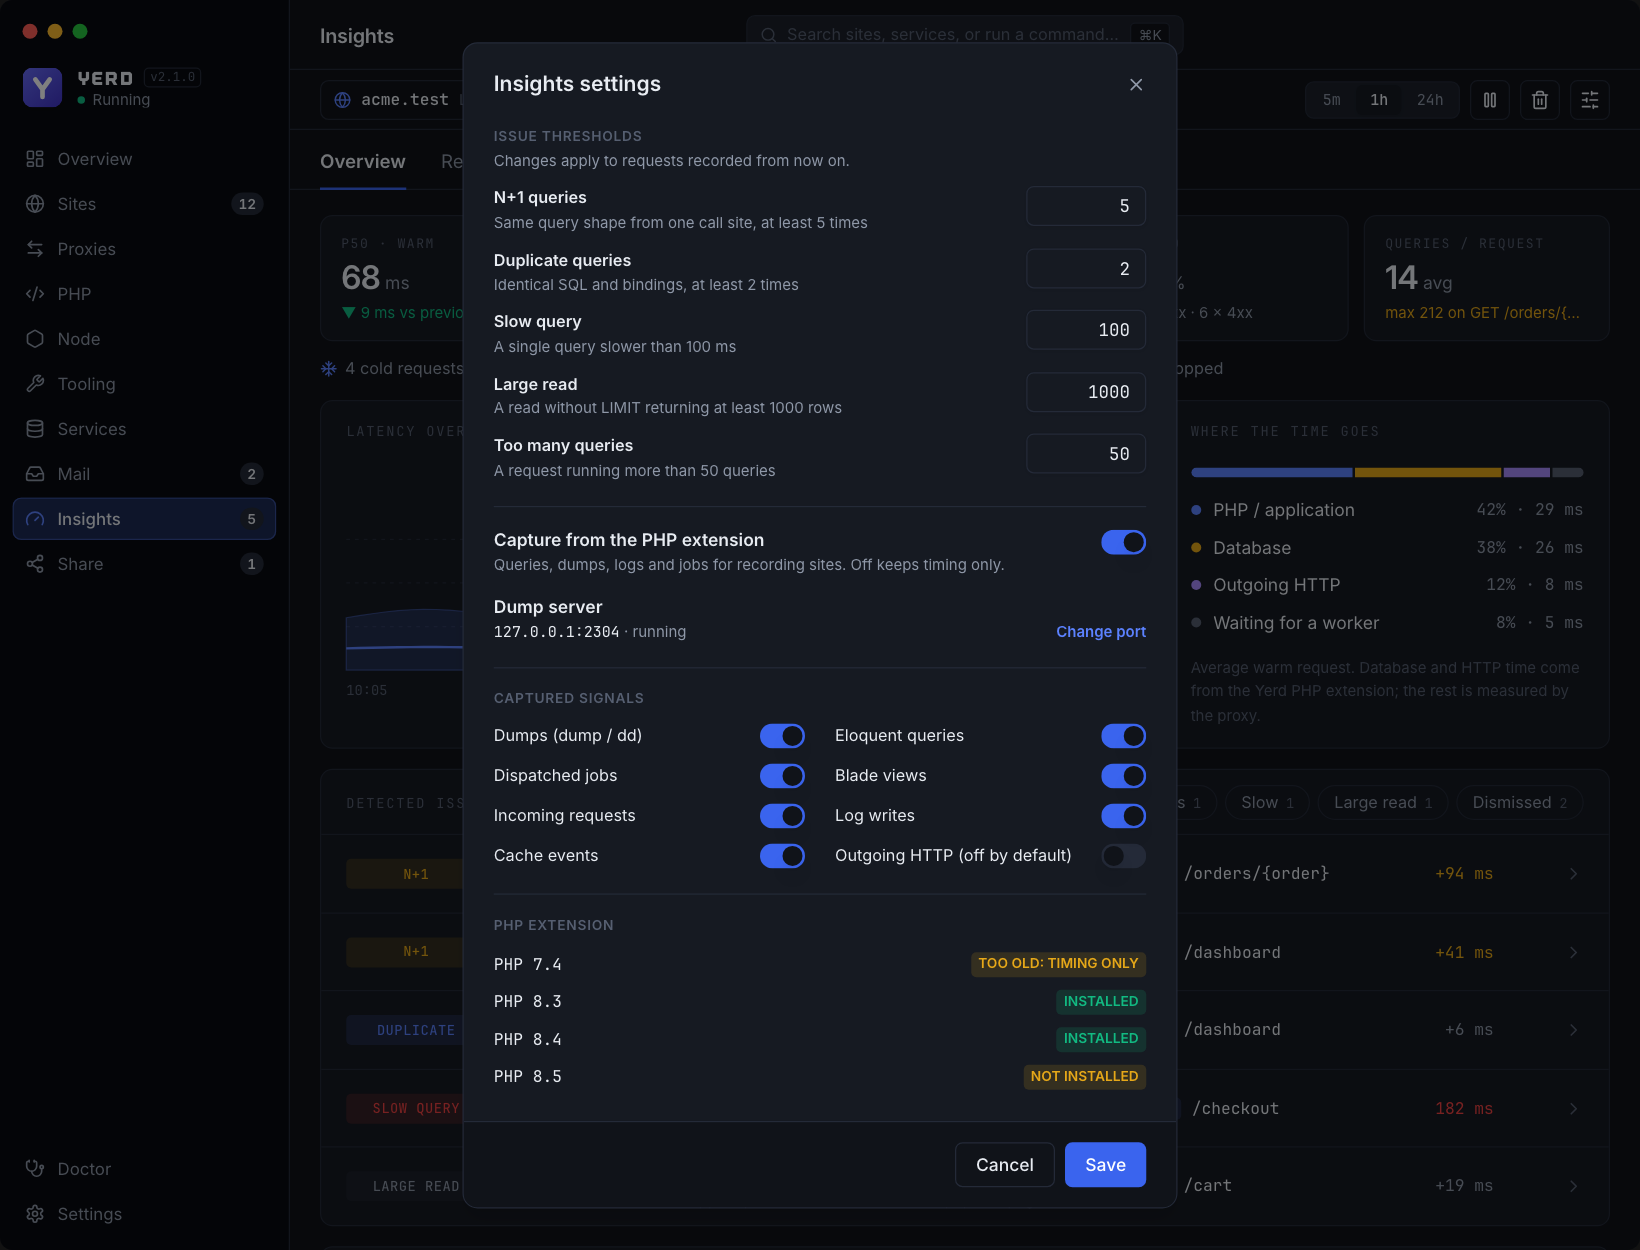 YERD v2.1.0
Running
Overview
Sites 12
Proxies
PHP
Node
Tooling
Services
Mail 2
Insights 5
Share 1
Doctor
Settings
Insights
Search sites, services, or run a command... ⌘K
acme.test
5m 1h 24h
Overview
Re
P50 · WARM
68 ms
▼ 9 ms vs previo
%
x · 6 × 4xx
QUERIES / REQUEST
14 avg
max 212 on GET /orders/{...
4 cold requests
opped
LATENCY OVER
10:05
WHERE THE TIME GOES
PHP / application 42% · 29 ms
Database 38% · 26 ms
Outgoing HTTP 12% · 8 ms
Waiting for a worker 8% · 5 ms
Average warm request. Database and HTTP time come
from the Yerd PHP extension; the rest is measured by
the proxy.
DETECTED ISS
s 1 Slow 1 Large read 1 Dismissed 2
N+1 /orders/{order} +94 ms
N+1 /dashboard +41 ms
DUPLICATE /dashboard +6 ms
SLOW QUERY /checkout 182 ms
LARGE READ /cart +19 ms
Insights settings
ISSUE THRESHOLDS
Changes apply to requests recorded from now on.
N+1 queries
Same query shape from one call site, at least 5 times
5
Duplicate queries
Identical SQL and bindings, at least 2 times
2
Slow query
A single query slower than 100 ms
100
Large read
A read without LIMIT returning at least 1000 rows
1000
Too many queries
A request running more than 50 queries
50
Capture from the PHP extension
Queries, dumps, logs and jobs for recording sites. Off keeps timing only.
Dump server
127.0.0.1:2304 · running
Change port
CAPTURED SIGNALS
Dumps (dump / dd)
Eloquent queries
Dispatched jobs
Blade views
Incoming requests
Log writes
Cache events
Outgoing HTTP (off by default)
PHP EXTENSION
PHP 7.4 TOO OLD: TIMING ONLY
PHP 8.3 INSTALLED
PHP 8.4 INSTALLED
PHP 8.5 NOT INSTALLED
Cancel
Save